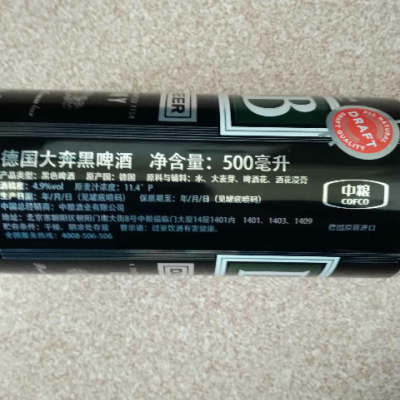 BEER
B
ALL NATURAL
DRAFT
QUALITY
德国大奔黑啤酒 净含量：500毫升
产品类型：黑色啤酒 原产国：德国 原料与辅料：水、大麦芽、啤酒花、酒花浸膏
酒精度：4.9%vol 原麦汁浓度：11.4°P
生产日期：年/月/日（见罐底喷码） 保质期至：年/月/日（见罐底喷码）
中国总经销商：中粮酒业有限公司
地址：北京市朝阳区朝阳门南大街8号中粮福临门大厦14层1401内 1401、1403、1409
贮存条件：干燥、阴凉处存放 警示语：过量饮酒有害健康。
全国服务热线：4008-506-506
中粮
COFCO
德国原装进口